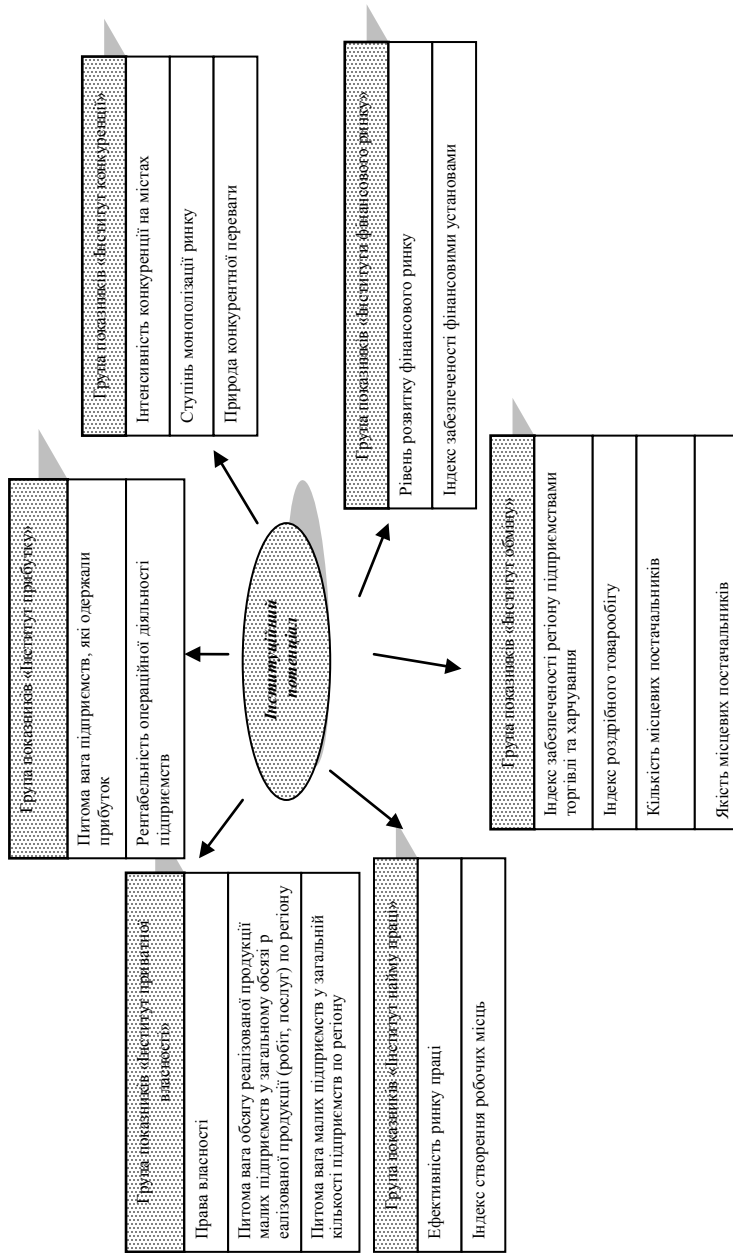 Група показників «Інститут прибутку»
Питома вага підприємств, які одержали
прибуток
Рентабельність операційної діяльності
підприємств
Група показників «Інститут конкуренції»
Інтенсивність конкуренції на містах
Ступінь монополізації ринку
Природа конкурентної переваги
Група показників «Інститут приватної
власності»
Права власності
Питома вага обсягу реалізованої продукції
малих підприємств у загальному обсязі р
еалізованої продукції (робіт, послуг) по регіону
Питома вага малих підприємств у загальній
кількості підприємств по регіону
Інституційний
потенціал
Група показників «Інститути фінансового ринку»
Рівень розвитку фінансового ринку
Індекс забезпеченості фінансовими установами
Група показників «Інститут найму праці»
Ефективність ринку праці
Індекс створення робочих місць
Група показників «Інститут обміну»
Індекс забезпеченості регіону підприємствами
торгівлі та харчування
Індекс роздрібного товарообігу
Кількість місцевих постачальників
Якість місцевих постачальників